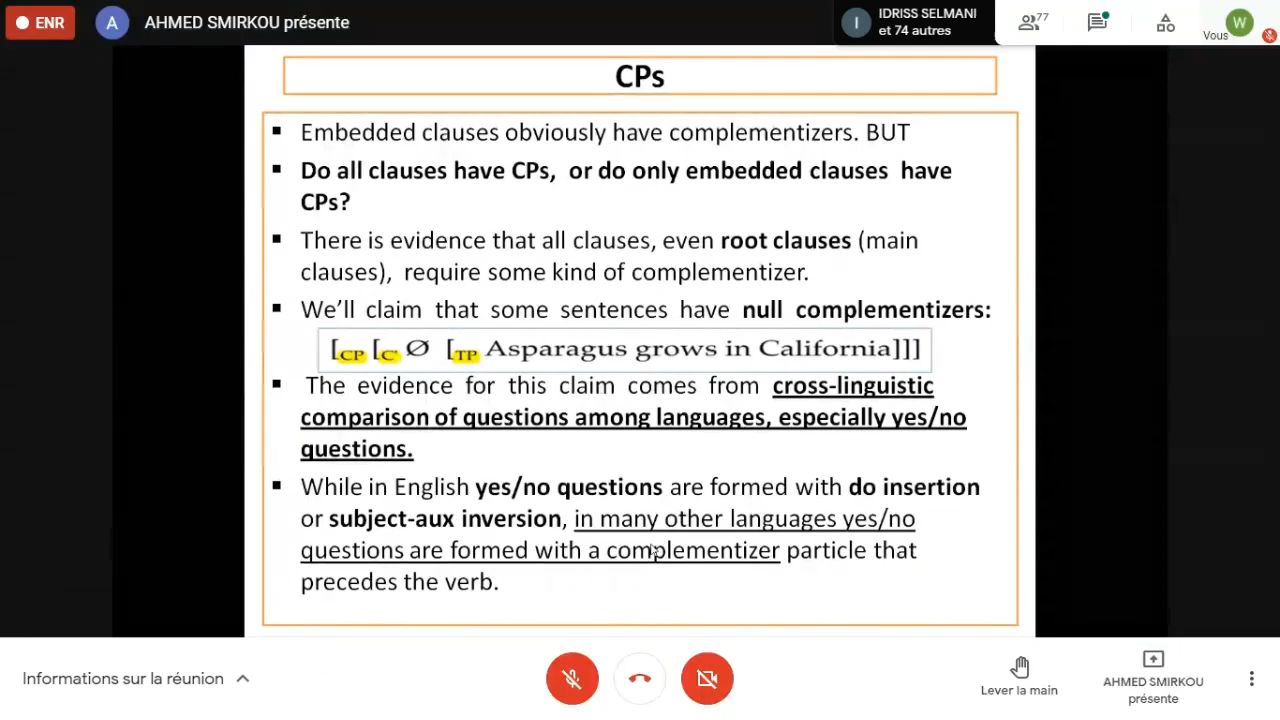 ENR
A
AHMED SMIRKOU présente
I
IDRISS SELMANI
et 74 autres
77
Vous
W
CPs
▪ Embedded clauses obviously have complementizers. BUT
▪ Do all clauses have CPs, or do only embedded clauses have
CPs?
▪ There is evidence that all clauses, even root clauses (main
clauses), require some kind of complementizer.
▪ We'll claim that some sentences have null complementizers:
[CP [C' Ø [TP Asparagus grows in California]]]
▪ The evidence for this claim comes from cross-linguistic
comparison of questions among languages, especially yes/no
questions.
▪ While in English yes/no questions are formed with do insertion
or subject-aux inversion, in many other languages yes/no
questions are formed with a complementizer particle that
precedes the verb.
Informations sur la réunion
Lever la main
AHMED SMIRKOU
présente